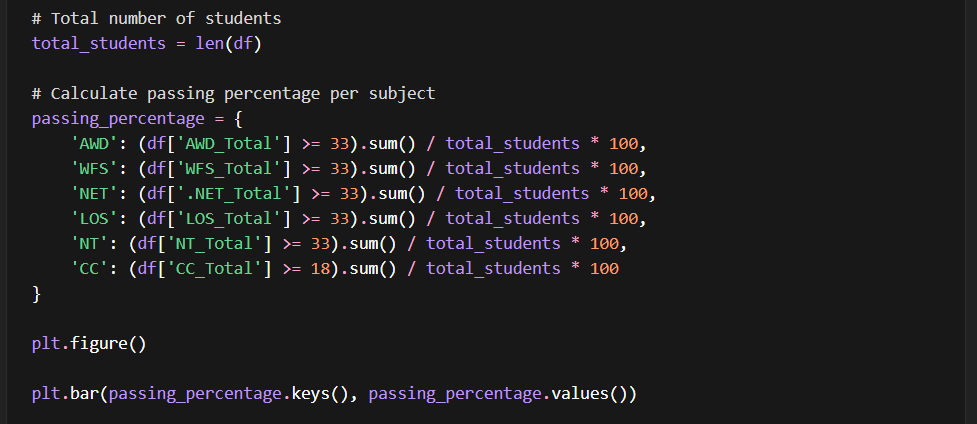 # Total number of students
total_students = len(df)
# Calculate passing percentage per subject
passing_percentage = {
'AWD': (df['AWD_Total'] >= 33).sum() / total_students * 100,
'WFS': (df['WFS_Total'] >= 33).sum() / total_students * 100,
'NET': (df['.NET_Total'] >= 33).sum() / total_students * 100,
'LOS': (df['LOS_Total'] >= 33).sum() / total_students * 100,
'NT': (df['NT_Total'] >= 33).sum() / total_students * 100,
'CC': (df['CC_Total'] >= 18).sum() / total_students * 100
}
plt.figure()
plt.bar(passing_percentage.keys(), passing_percentage.values())